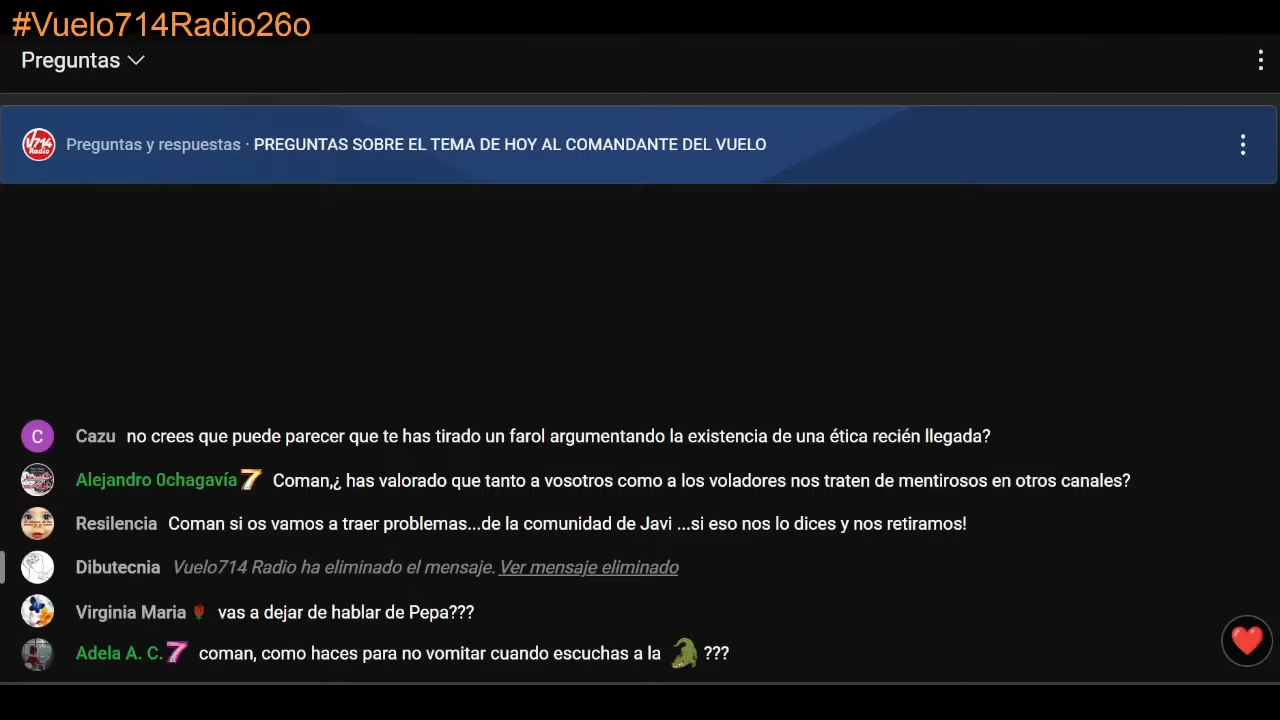 #Vuelo714Radio26o
Preguntas
V714 Radio Preguntas y respuestas · PREGUNTAS SOBRE EL TEMA DE HOY AL COMANDANTE DEL VUELO
C Cazu no crees que puede parecer que te has tirado un farol argumentando la existencia de una ética recién llegada?
Alejandro 0chagavía 7 Coman,¿ has valorado que tanto a vosotros como a los voladores nos traten de mentirosos en otros canales?
Resilencia Coman si os vamos a traer problemas...de la comunidad de Javi ...si eso nos lo dices y nos retiramos!
Dibutecnia Vuelo714 Radio ha eliminado el mensaje. Ver mensaje eliminado
Virginia Maria🌹 vas a dejar de hablar de Pepa???
Adela A. C. 7 coman, como haces para no vomitar cuando escuchas a la 🐊 ???